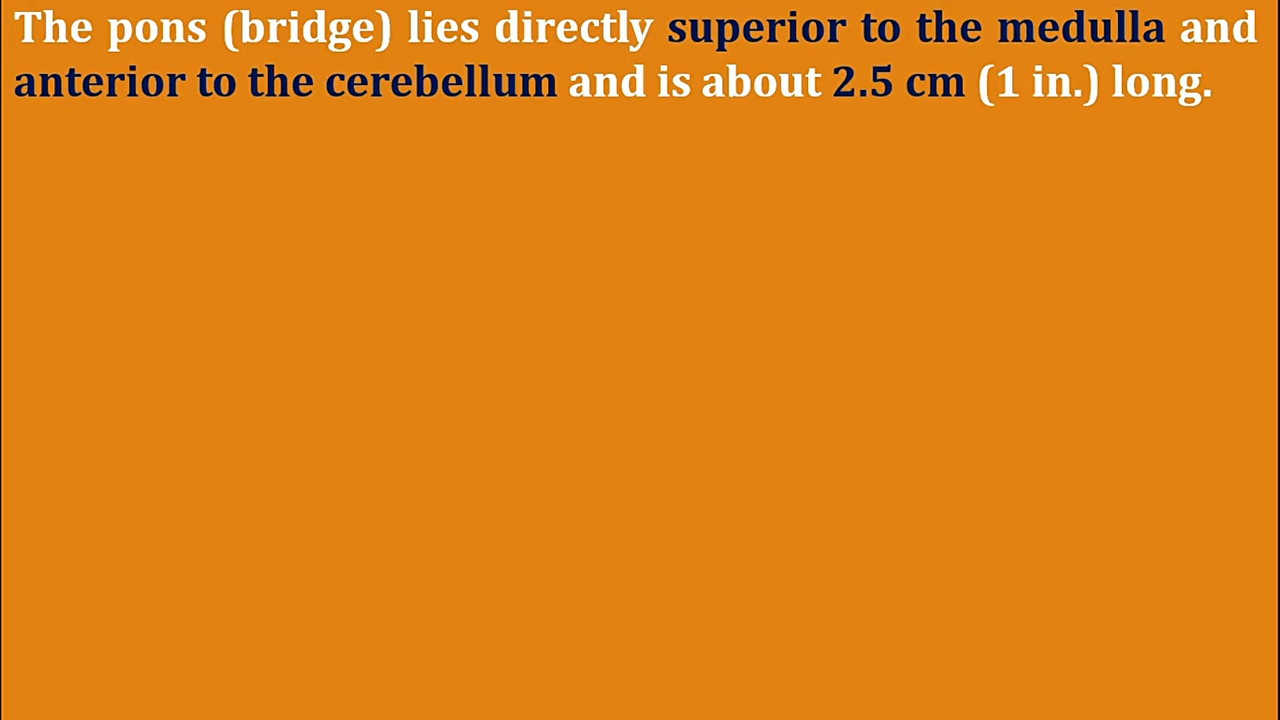 The pons (bridge) lies directly superior to the medulla and
anterior to the cerebellum and is about 2.5 cm (1 in.) long.